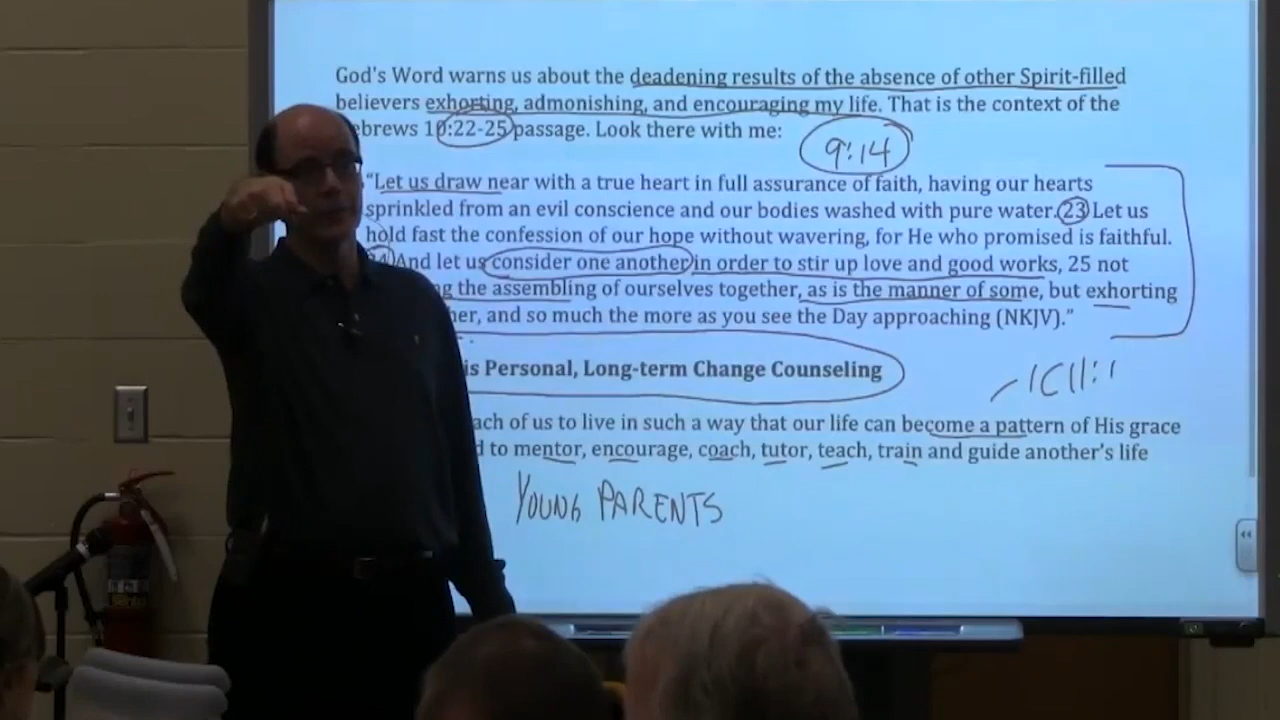 God's Word warns us about the deadening results of the absence of other Spirit-filled
believers exhorting, admonishing, and encouraging my life. That is the context of the
ebrews 10:22-25 passage. Look there with me:
9:14
“Let us draw near with a true heart in full assurance of faith, having our hearts
sprinkled from an evil conscience and our bodies washed with pure water. 23 Let us
hold fast the confession of our hope without wavering, for He who promised is faithful.
24 And let us consider one another in order to stir up love and good works, 25 not
the assembling of ourselves together, as is the manner of some, but exhorting
and so much the more as you see the Day approaching (NKJV).”
is Personal, Long-term Change Counseling
of us to live in such a way that our life can become a pattern of His grace
to mentor, encourage, coach, tutor, teach, train and guide another's life
YOUNG PARENTS